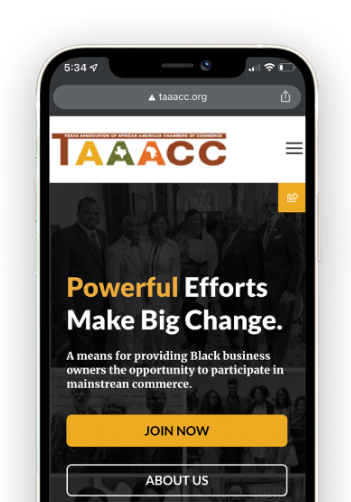 5:34
taaacc.org
TEXAS ASSOCIATION OF AFRICAN AMERICAN CHAMBERS OF COMMERCE
TAAACC
Powerful Efforts
Make Big Change.
A means for providing Black business
owners the opportunity to participate in
mainstrean commerce.
JOIN NOW
ABOUT US